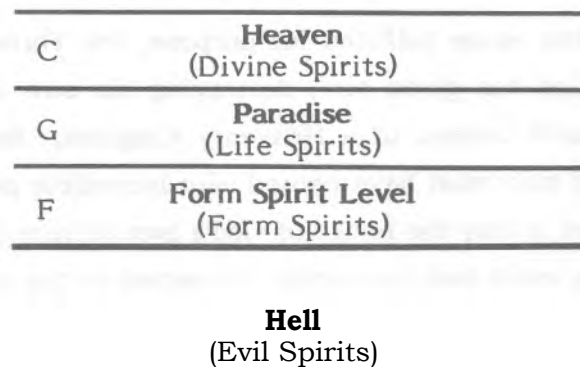 Heaven
C
(Divine Spirits)
Paradise
G
(Life Spirits)
Form Spirit Level
F
(Form Spirits)
Hell
(Evil Spirits)